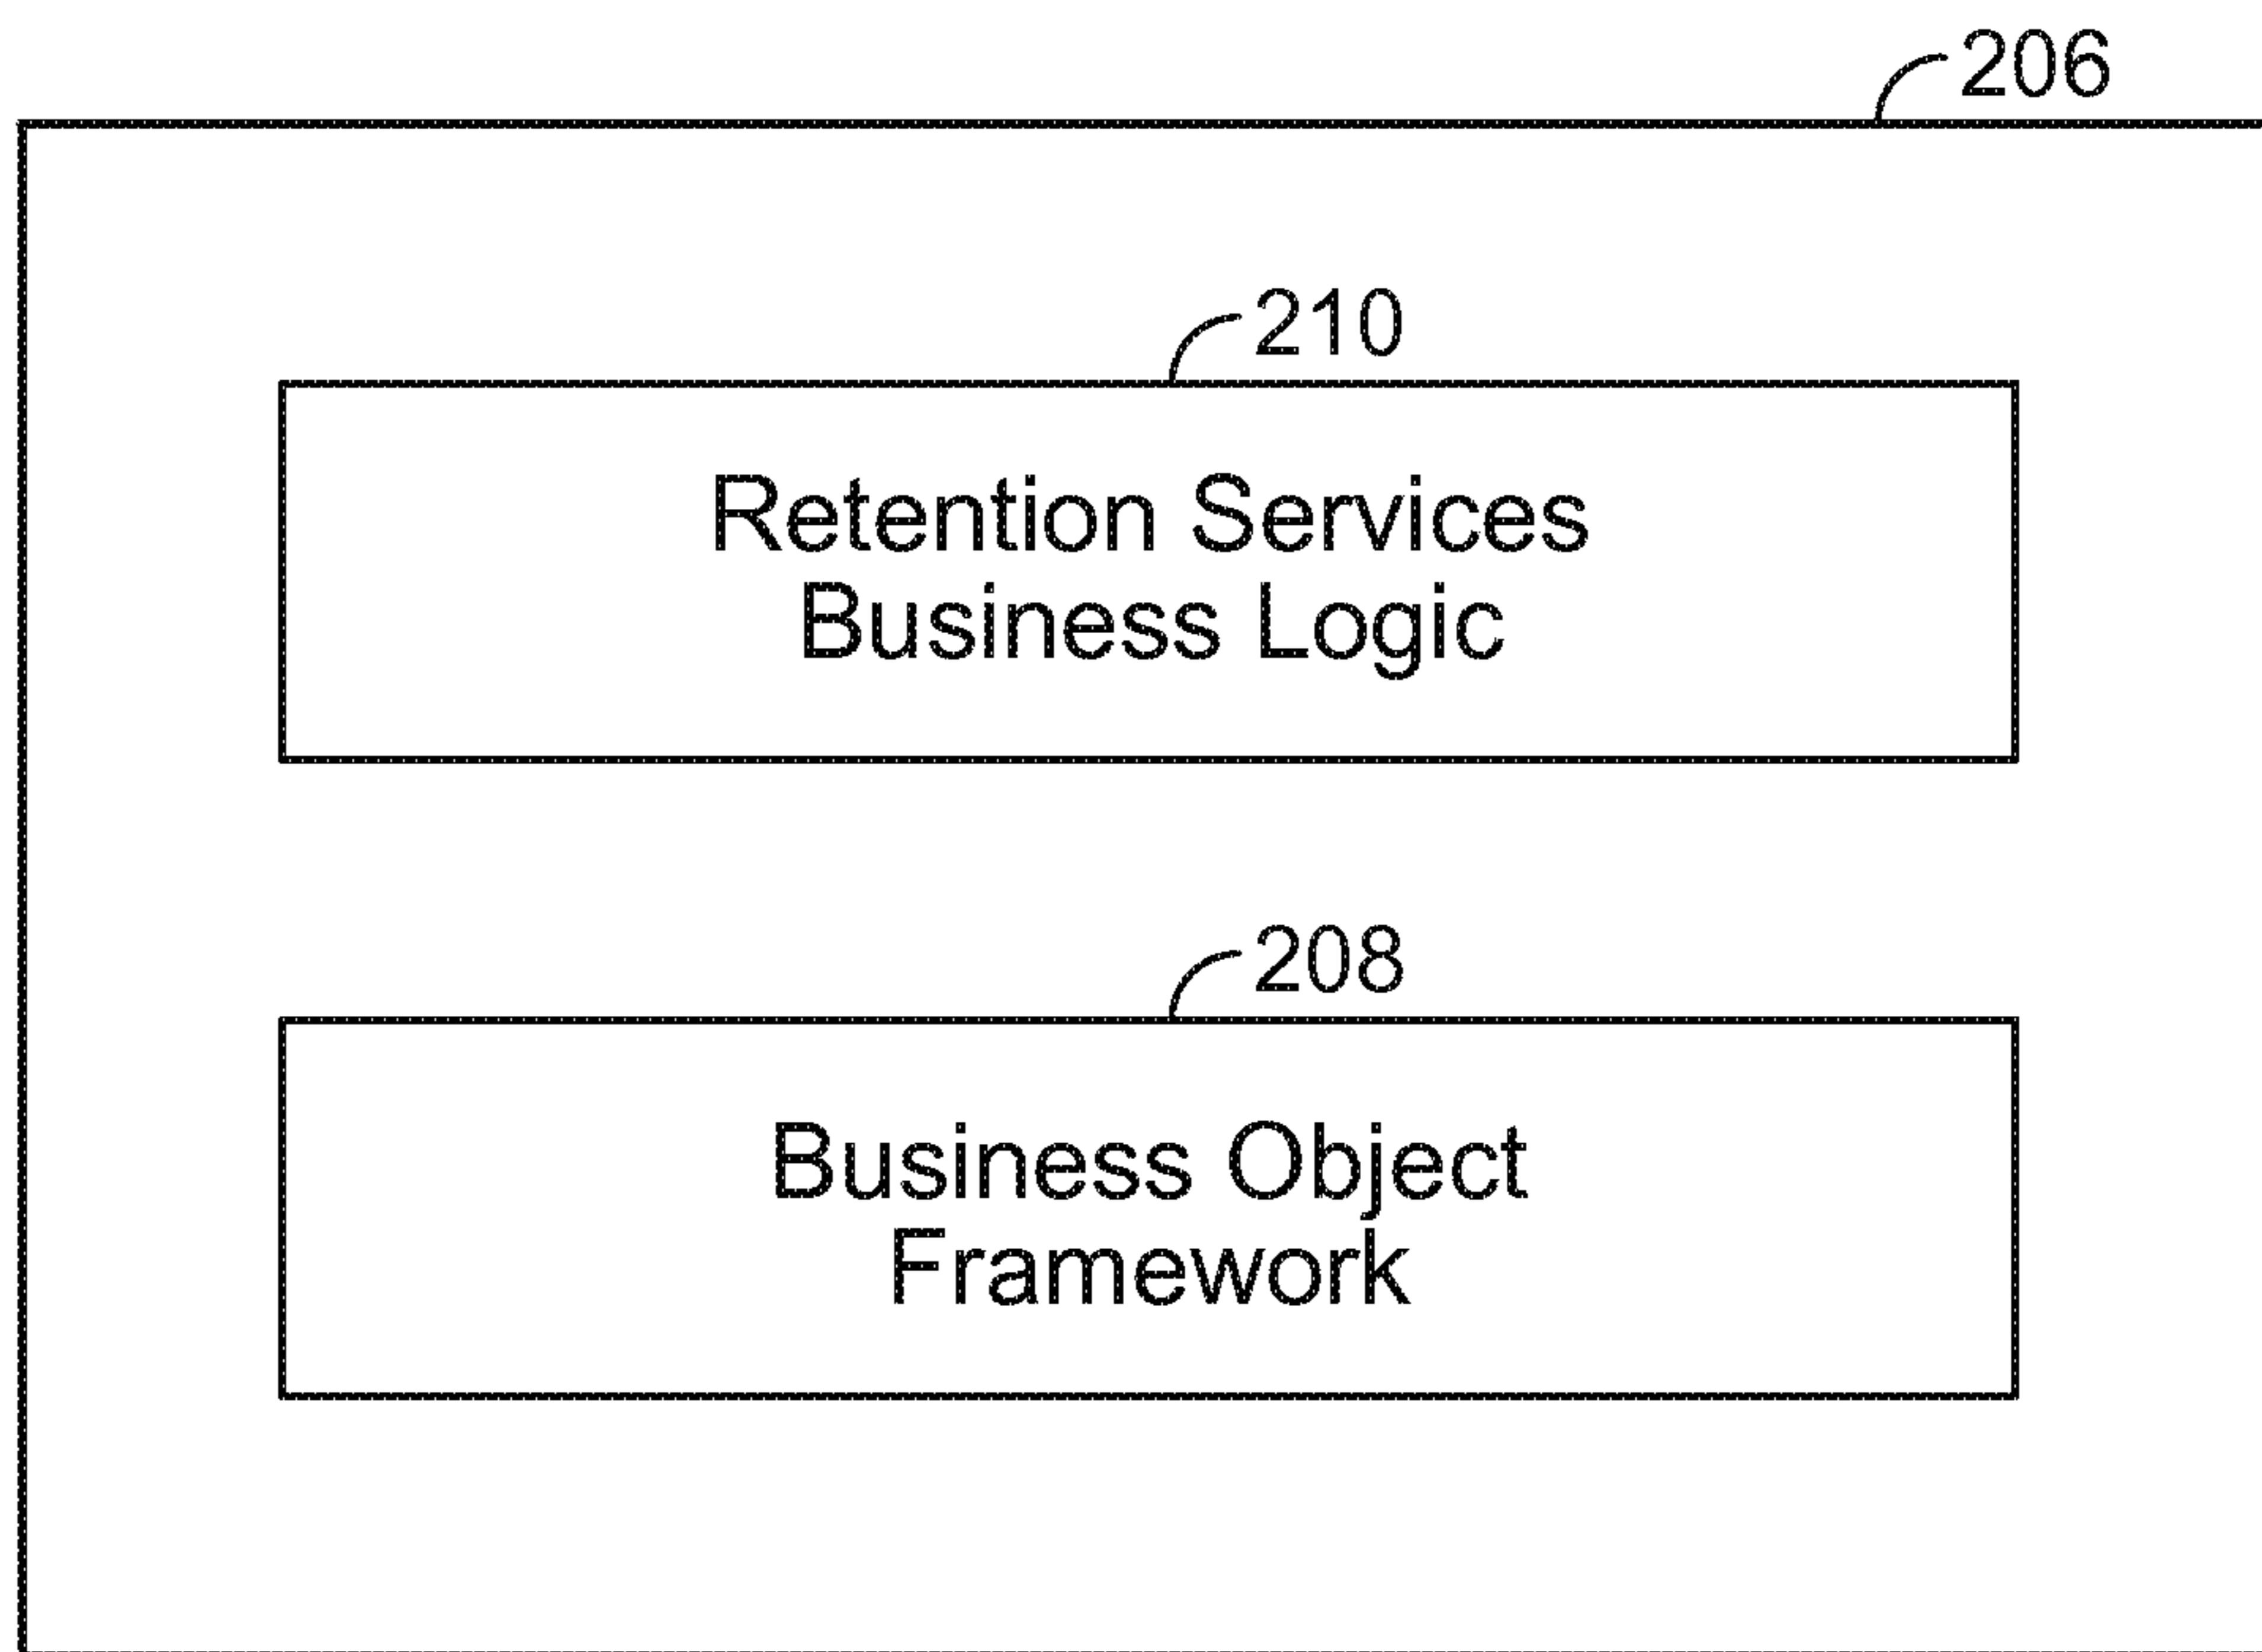 206
210
Retention Services
Business Logic
208
Business Object
Framework